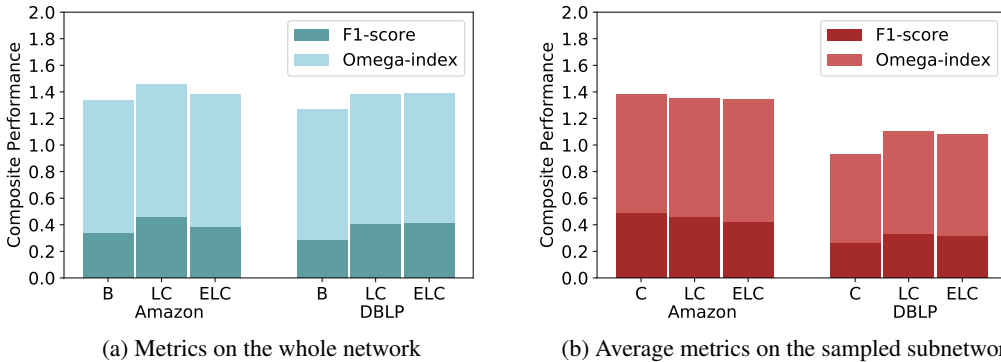 2.0
1.8
1.6
1.4
1.2
1.0
0.8
0.6
0.4
0.2
0.0
Composite Performance
F1-score
Omega-index
B LC ELC B LC ELC
Amazon DBLP
(a) Metrics on the whole network
2.0
1.8
1.6
1.4
1.2
1.0
0.8
0.6
0.4
0.2
0.0
Composite Performance
F1-score
Omega-index
C LC ELC C LC ELC
Amazon DBLP
(b) Average metrics on the sampled